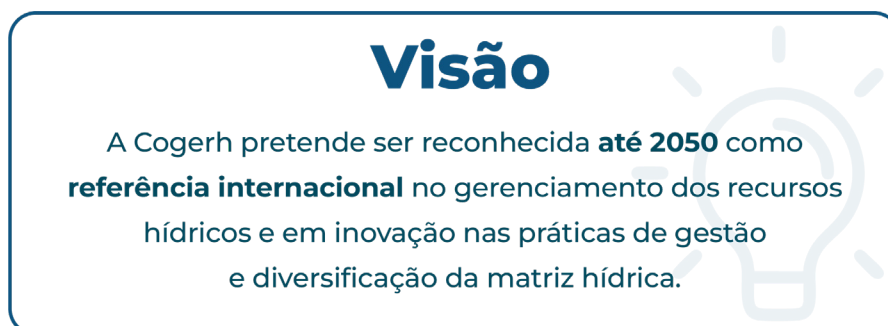 Visão
A Cogerh pretende ser reconhecida até 2050 como
referência internacional no gerenciamento dos recursos
hídricos e em inovação nas práticas de gestão
e diversificação da matriz hídrica.